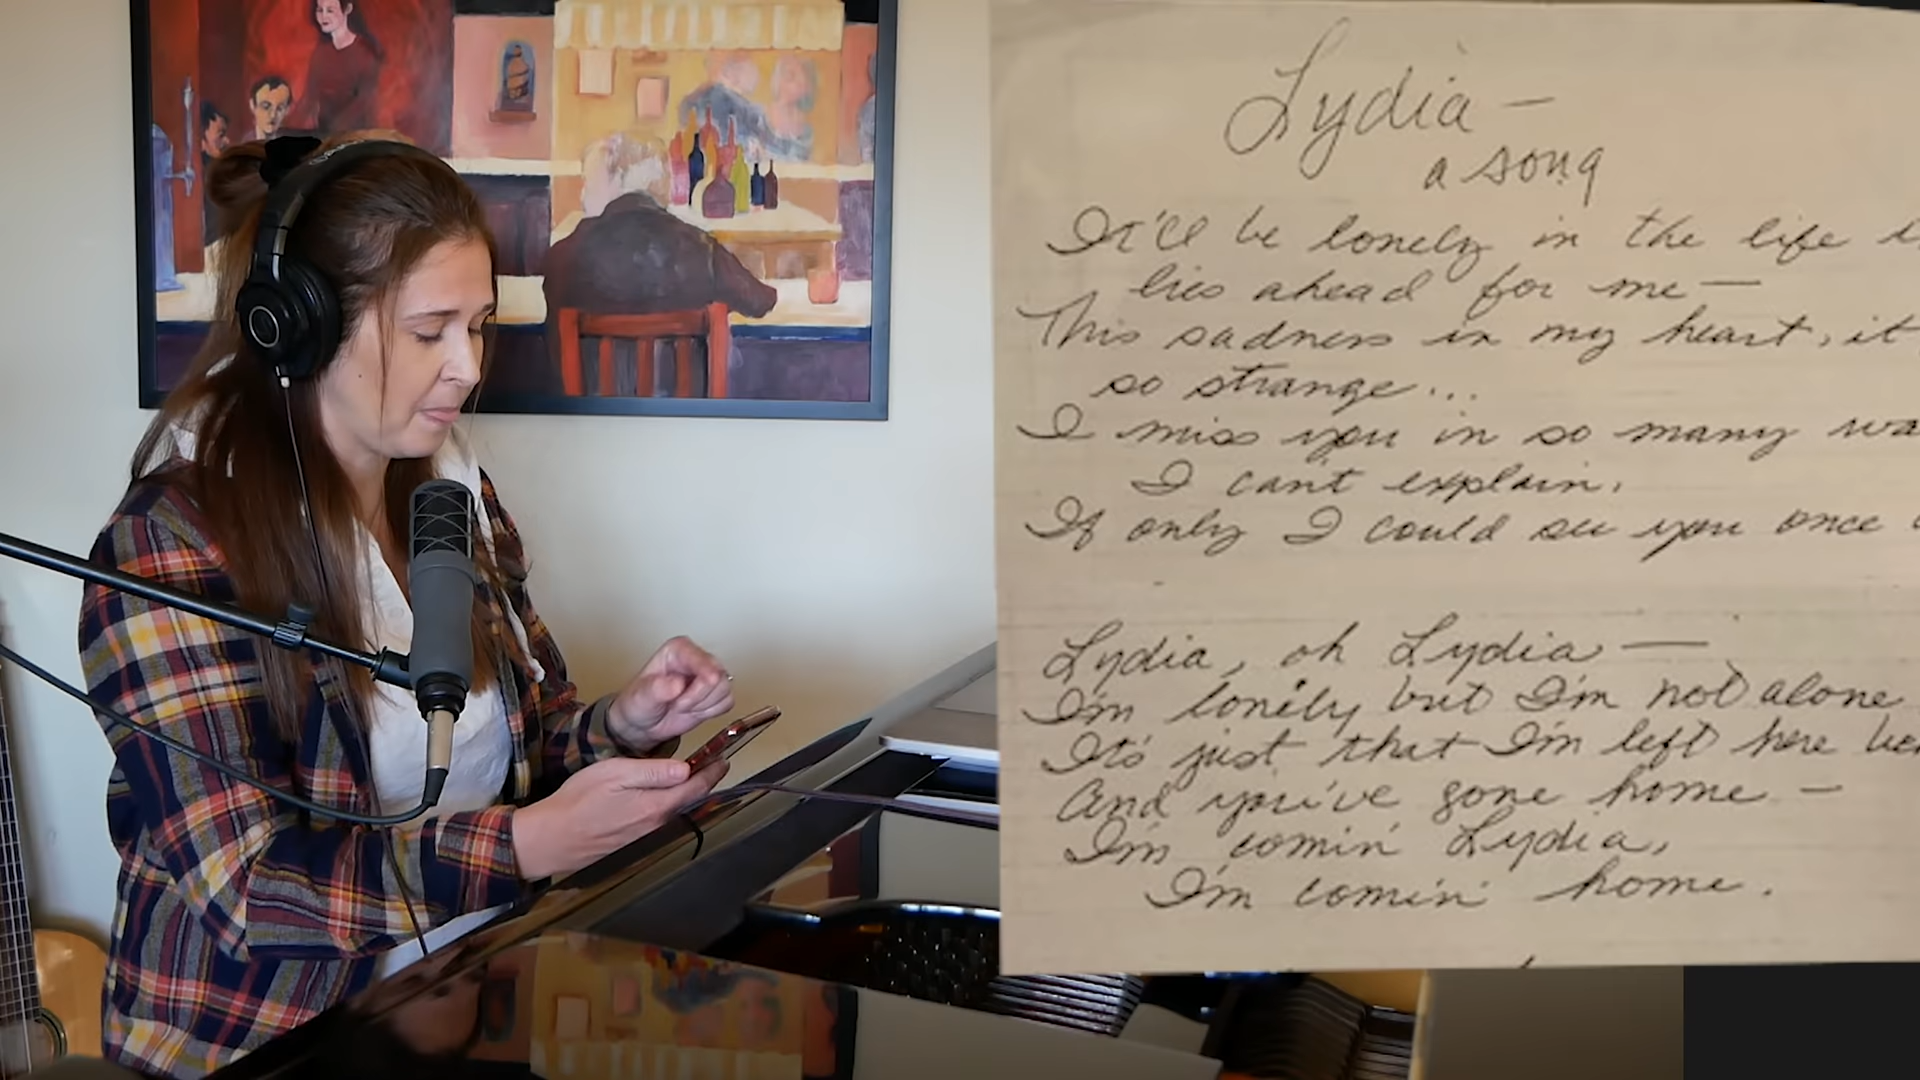 Lydia —
a song
It'll be lonely in the life
lies ahead for me —
This sadness in my heart, it
so strange...
I miss you in so many
I can't explain.
If only I could see you once
Lydia, oh Lydia —
I'm lonely but I'm not alone
It's just that I'm left here
And you've gone home —
I'm comin' Lydia,
I'm comin' home.